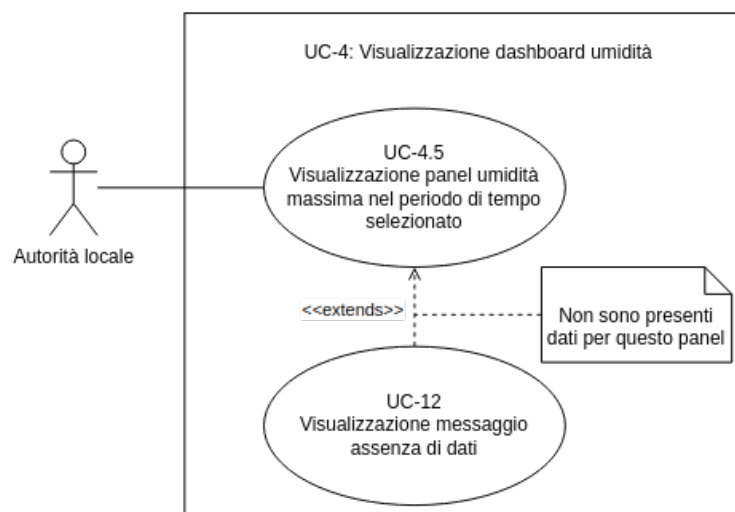 UC-4: Visualizzazione dashboard umidità
UC-4.5
Visualizzazione panel umidità
massima nel periodo di tempo
selezionato
Autorità locale
<<extends>>
Non sono presenti
dati per questo panel
UC-12
Visualizzazione messaggio
assenza di dati